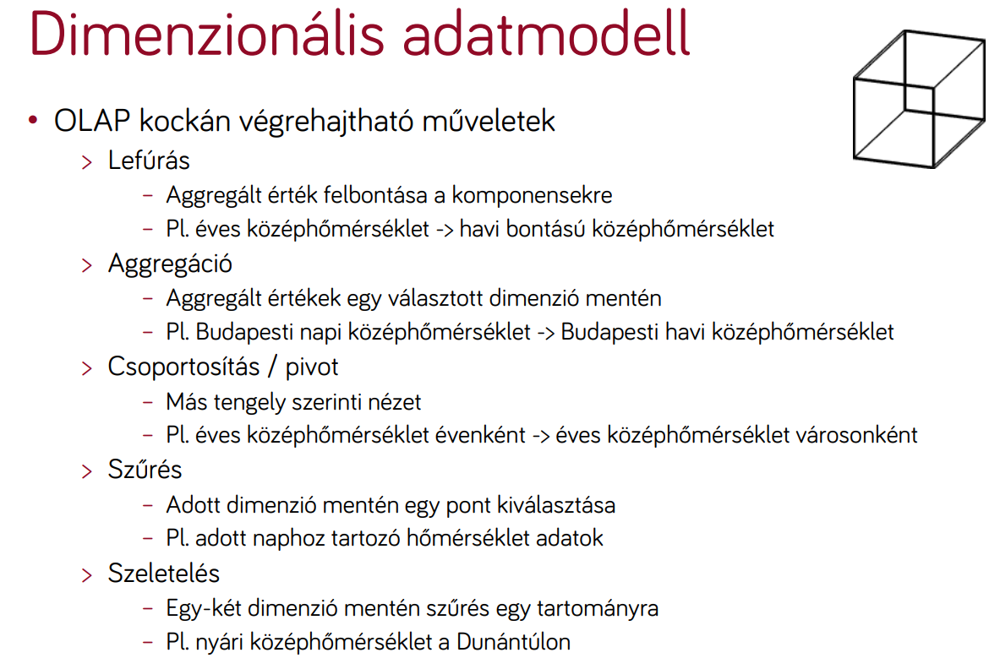 Dimenzionális adatmodell
• OLAP kockán végrehajtható műveletek
> Lefúrás
– Aggregált érték felbontása a komponensekre
– Pl. éves középhőmérséklet -> havi bontású középhőmérséklet
> Aggregáció
– Aggregált értékek egy választott dimenzió mentén
– Pl. Budapesti napi középhőmérséklet -> Budapesti havi középhőmérséklet
> Csoportosítás / pivot
– Más tengely szerinti nézet
– Pl. éves középhőmérséklet évenként -> éves középhőmérséklet városonként
> Szűrés
– Adott dimenzió mentén egy pont kiválasztása
– Pl. adott naphoz tartozó hőmérséklet adatok
> Szeletelés
– Egy-két dimenzió mentén szűrés egy tartományra
– Pl. nyári középhőmérséklet a Dunántúlon